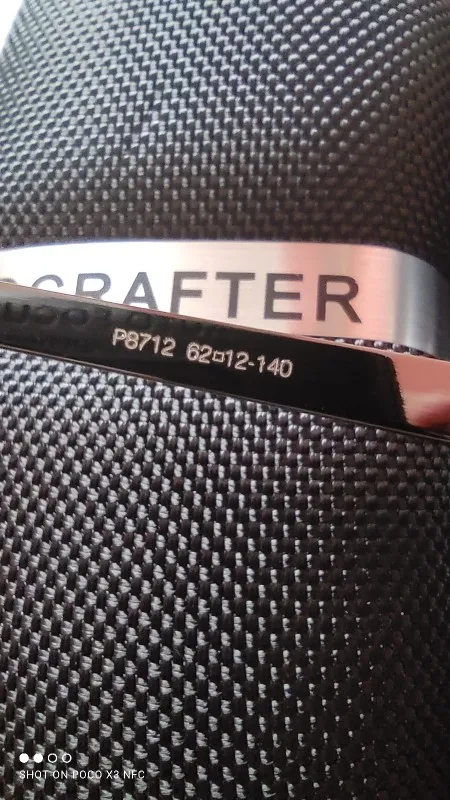 CRAFTER
P8712 62□12-140
SHOT ON POCO X3 NFC